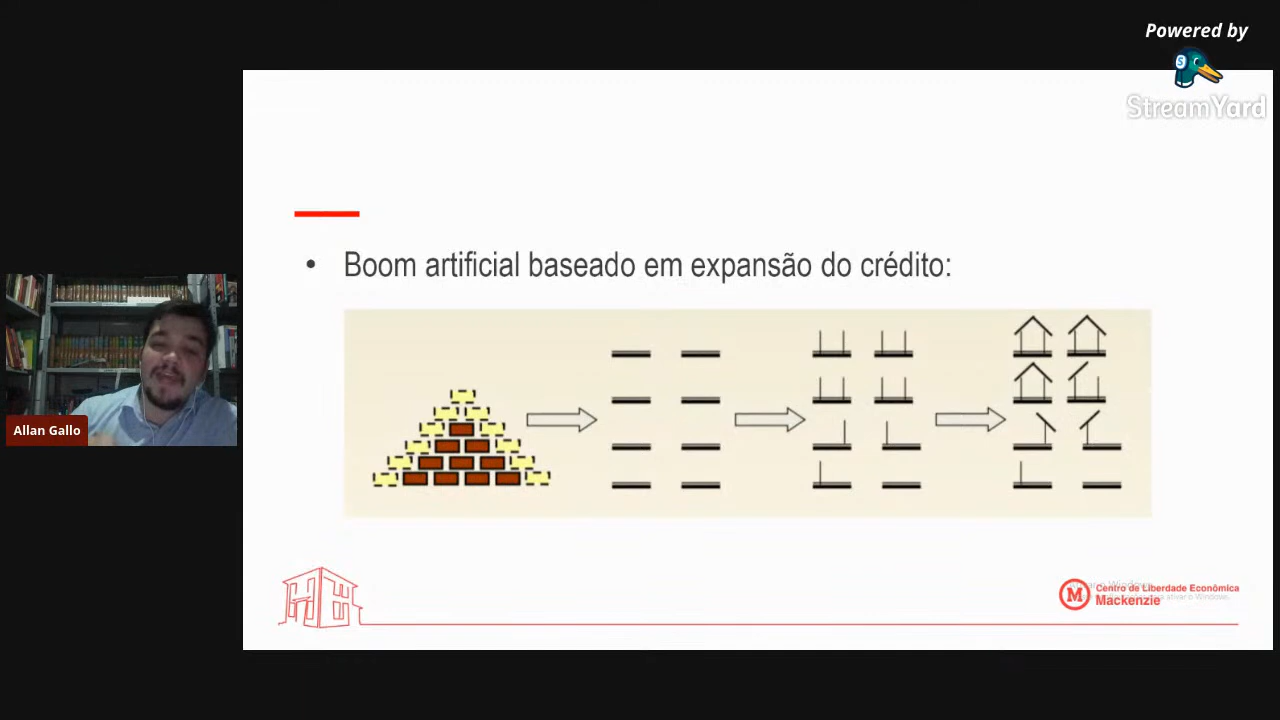 Powered by
StreamYard
Boom artificial baseado em expansão do crédito:
Allan Gallo
M
Centro de Liberdade Econômica
Mackenzie